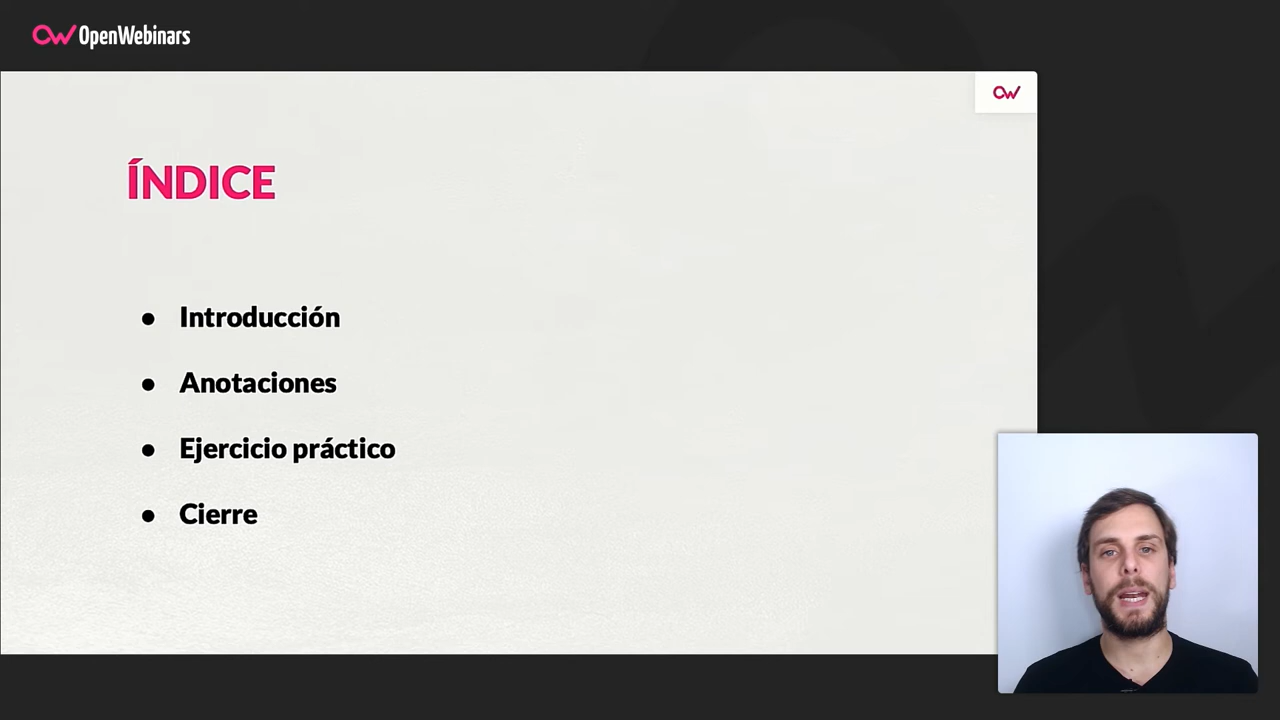 OpenWebinars
ÍNDICE
Introducción
Anotaciones
Ejercicio práctico
Cierre